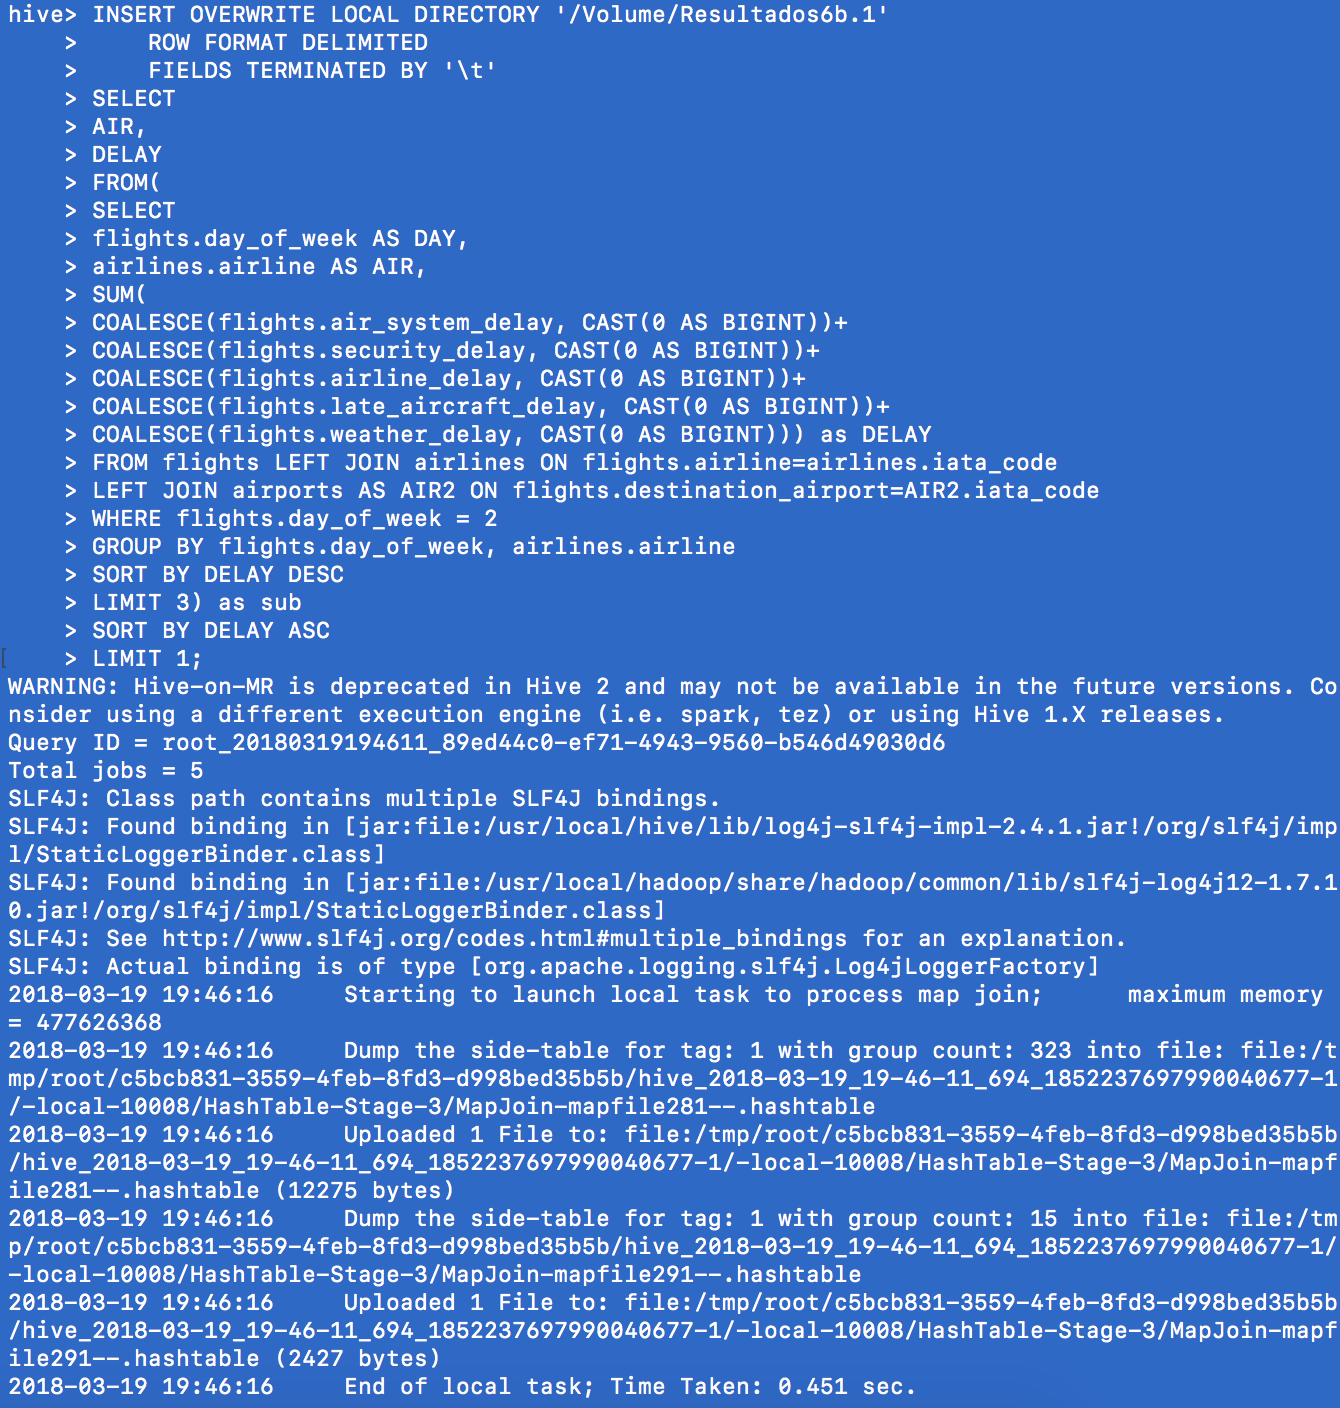 hive> INSERT OVERWRITE LOCAL DIRECTORY '/Volume/Resultados6b.1'
    >     ROW FORMAT DELIMITED
    >     FIELDS TERMINATED BY '\t'
    > SELECT
    > AIR,
    > DELAY
    > FROM(
    > SELECT
    > flights.day_of_week AS DAY,
    > airlines.airline AS AIR,
    > SUM(
    > COALESCE(flights.air_system_delay, CAST(0 AS BIGINT))+
    > COALESCE(flights.security_delay, CAST(0 AS BIGINT))+
    > COALESCE(flights.airline_delay, CAST(0 AS BIGINT))+
    > COALESCE(flights.late_aircraft_delay, CAST(0 AS BIGINT))+
    > COALESCE(flights.weather_delay, CAST(0 AS BIGINT))) as DELAY
    > FROM flights LEFT JOIN airlines ON flights.airline=airlines.iata_code
    > LEFT JOIN airports AS AIR2 ON flights.destination_airport=AIR2.iata_code
    > WHERE flights.day_of_week = 2
    > GROUP BY flights.day_of_week, airlines.airline
    > SORT BY DELAY DESC
    > LIMIT 3) as sub
    > SORT BY DELAY ASC
[    > LIMIT 1;
WARNING: Hive-on-MR is deprecated in Hive 2 and may not be available in the future versions. Co
nsider using a different execution engine (i.e. spark, tez) or using Hive 1.X releases.
Query ID = root_20180319194611_89ed44c0-ef71-4943-9560-b546d49030d6
Total jobs = 5
SLF4J: Class path contains multiple SLF4J bindings.
SLF4J: Found binding in [jar:file:/usr/local/hive/lib/log4j-slf4j-impl-2.4.1.jar!/org/slf4j/imp
l/StaticLoggerBinder.class]
SLF4J: Found binding in [jar:file:/usr/local/hadoop/share/hadoop/common/lib/slf4j-log4j12-1.7.1
0.jar!/org/slf4j/impl/StaticLoggerBinder.class]
SLF4J: See http://www.slf4j.org/codes.html#multiple_bindings for an explanation.
SLF4J: Actual binding is of type [org.apache.logging.slf4j.Log4jLoggerFactory]
2018-03-19 19:46:16     Starting to launch local task to process map join;      maximum memory
= 477626368
2018-03-19 19:46:16     Dump the side-table for tag: 1 with group count: 323 into file: file:/t
mp/root/c5bcb831-3559-4feb-8fd3-d998bed35b5b/hive_2018-03-19_19-46-11_694_1852237697990040677-1
/-local-10008/HashTable-Stage-3/MapJoin-mapfile281--.hashtable
2018-03-19 19:46:16     Uploaded 1 File to: file:/tmp/root/c5bcb831-3559-4feb-8fd3-d998bed35b5b
/hive_2018-03-19_19-46-11_694_1852237697990040677-1/-local-10008/HashTable-Stage-3/MapJoin-mapf
ile281--.hashtable (12275 bytes)
2018-03-19 19:46:16     Dump the side-table for tag: 1 with group count: 15 into file: file:/tm
p/root/c5bcb831-3559-4feb-8fd3-d998bed35b5b/hive_2018-03-19_19-46-11_694_1852237697990040677-1/
-local-10008/HashTable-Stage-3/MapJoin-mapfile291--.hashtable
2018-03-19 19:46:16     Uploaded 1 File to: file:/tmp/root/c5bcb831-3559-4feb-8fd3-d998bed35b5b
/hive_2018-03-19_19-46-11_694_1852237697990040677-1/-local-10008/HashTable-Stage-3/MapJoin-mapf
ile291--.hashtable (2427 bytes)
2018-03-19 19:46:16     End of local task; Time Taken: 0.451 sec.